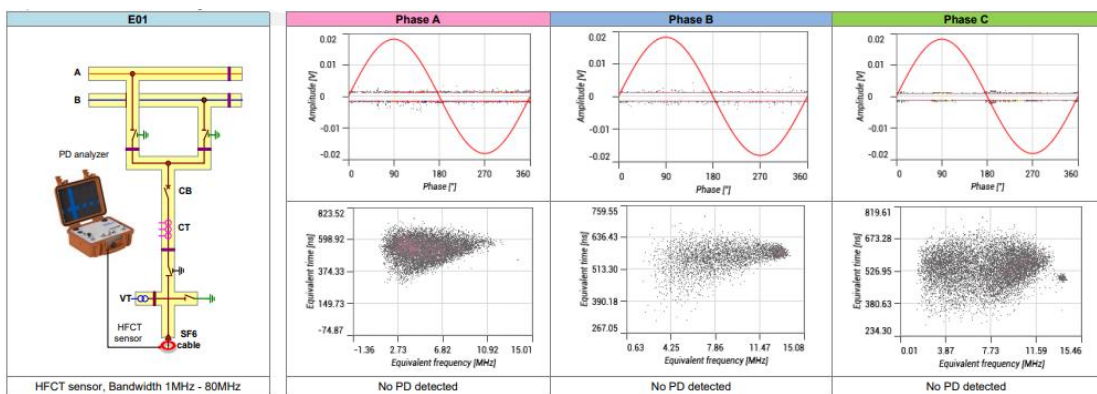 E01
Phase A
Phase B
Phase C
A
B
PD analyzer
CB
CT
VT
HFCT
sensor
SF6
cable
HFCT sensor, Bandwidth 1MHz - 80MHz
Amplitude [V]
0.02
0.01
0
-0.01
-0.02
0 90 180 270 360
Phase [°]
Amplitude [V]
0.02
0.01
0
-0.01
-0.02
0 90 180 270 360
Phase [°]
Amplitude [V]
0.02
0.01
0
-0.01
-0.02
0 90 180 270 360
Phase [°]
Equivalent time [ns]
823.52
598.92
374.33
149.73
-74.87
-1.36 2.73 6.82 10.92 15.01
Equivalent frequency [MHz]
Equivalent time [ns]
759.55
636.43
513.30
390.18
267.05
0.63 4.25 7.86 11.47 15.08
Equivalent frequency [MHz]
Equivalent time [ns]
819.61
673.28
526.95
380.63
234.30
0.01 3.87 7.73 11.59 15.46
Equivalent frequency [MHz]
No PD detected
No PD detected
No PD detected